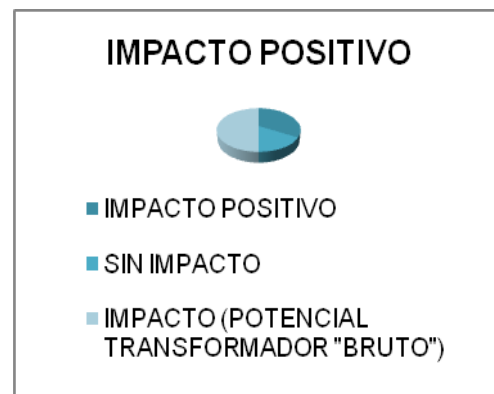 IMPACTO POSITIVO
IMPACTO POSITIVO
SIN IMPACTO
IMPACTO (POTENCIAL
TRANSFORMADOR "BRUTO")